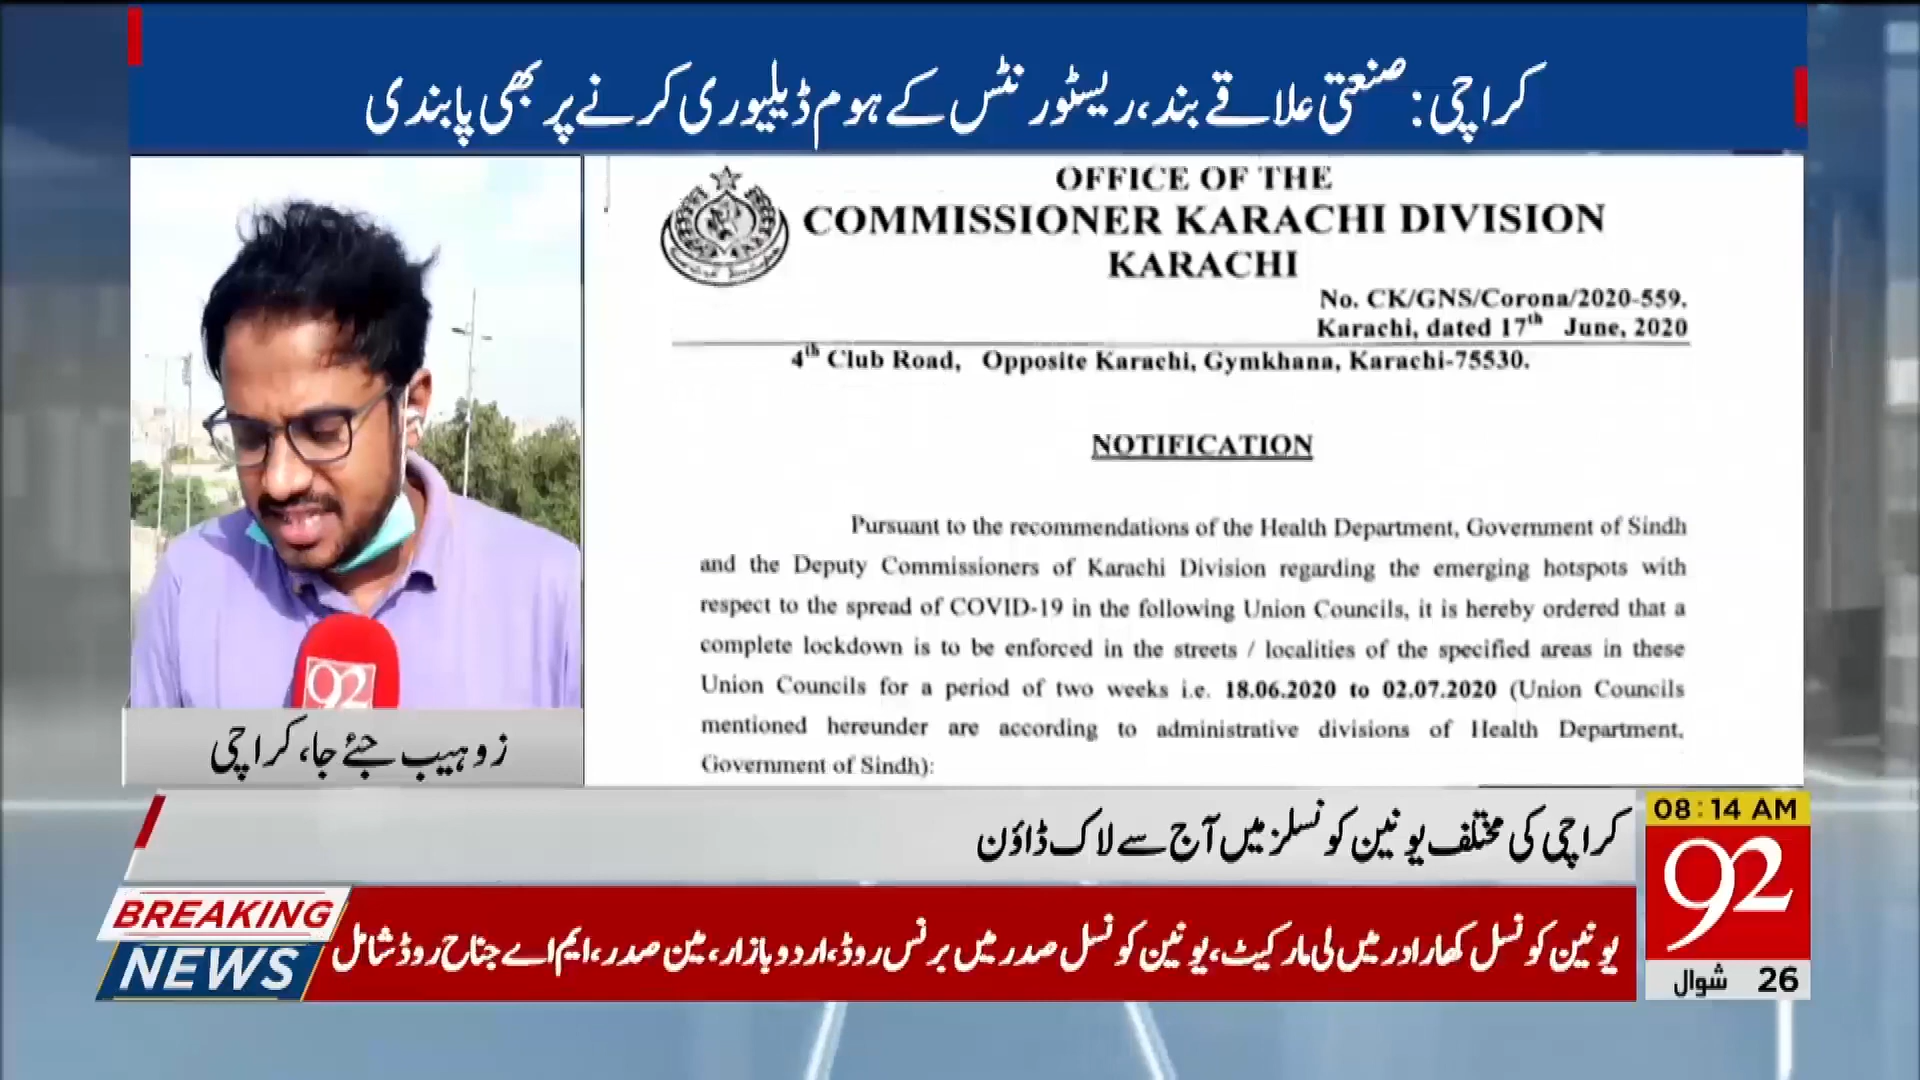 کراچی: صنعتی علاقے بند، ریسٹورنٹس کے ہوم ڈیلیوری کرنے پر بھی پابندی
OFFICE OF THE
COMMISSIONER KARACHI DIVISION
KARACHI
No. CK/GNS/Corona/2020-559.
Karachi, dated 17th June, 2020
4th Club Road, Opposite Karachi, Gymkhana, Karachi-75530.
NOTIFICATION
Pursuant to the recommendations of the Health Department, Government of Sindh
and the Deputy Commissioners of Karachi Division regarding the emerging hotspots with
respect to the spread of COVID-19 in the following Union Councils, it is hereby ordered that a
complete lockdown is to be enforced in the streets / localities of the specified areas in these
Union Councils for a period of two weeks i.e. 18.06.2020 to 02.07.2020 (Union Councils
mentioned hereunder are according to administrative divisions of Health Department,
Government of Sindh):
92
زوہیب جئے جا، کراچی
کراچی کی مختلف یونین کونسلز میں آج سے لاک ڈاؤن
08:14 AM
92
26 شوال
BREAKING
NEWS
یونین کونسل کھارادر میں لی مارکیٹ، یونین کونسل صدر میں برنس روڈ، اردو بازار، مین صدر، ایم اے جناح روڈ شامل